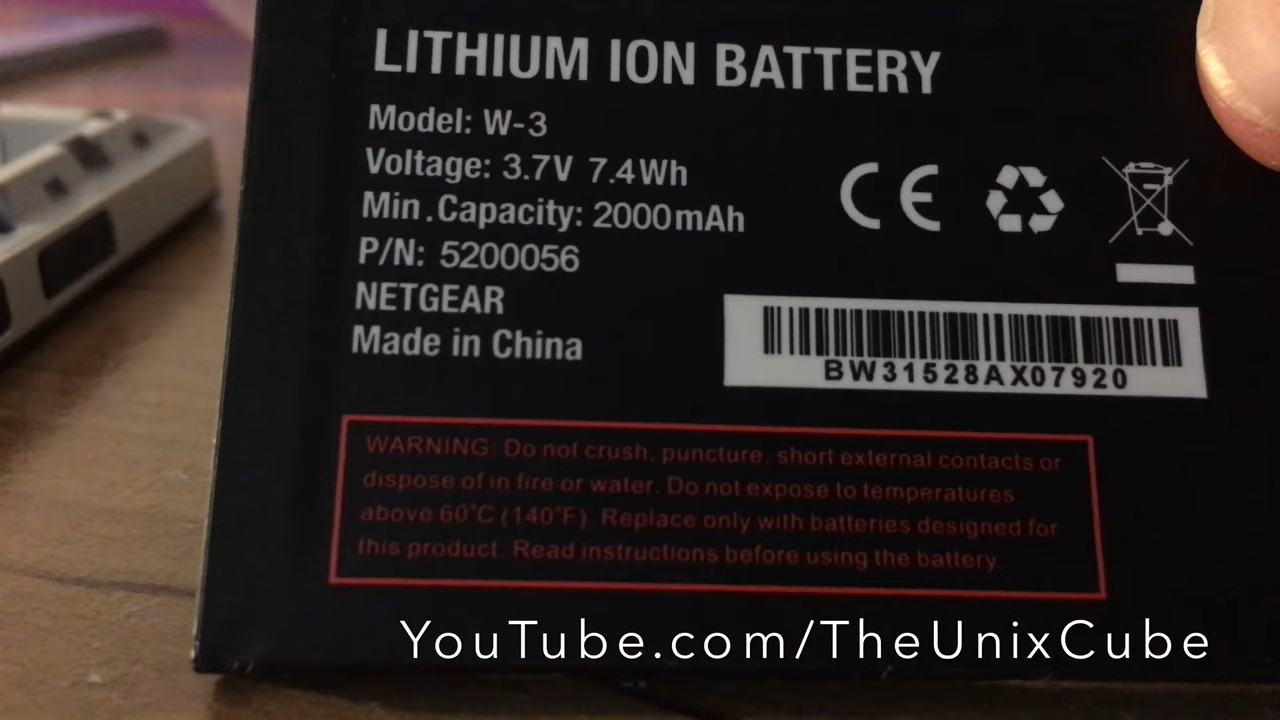 LITHIUM ION BATTERY
Model: W-3
Voltage: 3.7V 7.4Wh
Min.Capacity: 2000mAh
P/N: 5200056
NETGEAR
Made in China
CE
BW31528AX07920
WARNING: Do not crush, puncture, short external contacts or
dispose of in fire or water. Do not expose to temperatures
above 60°C (140°F). Replace only with batteries designed for
this product. Read instructions before using the battery.
YouTube.com/TheUnixCube